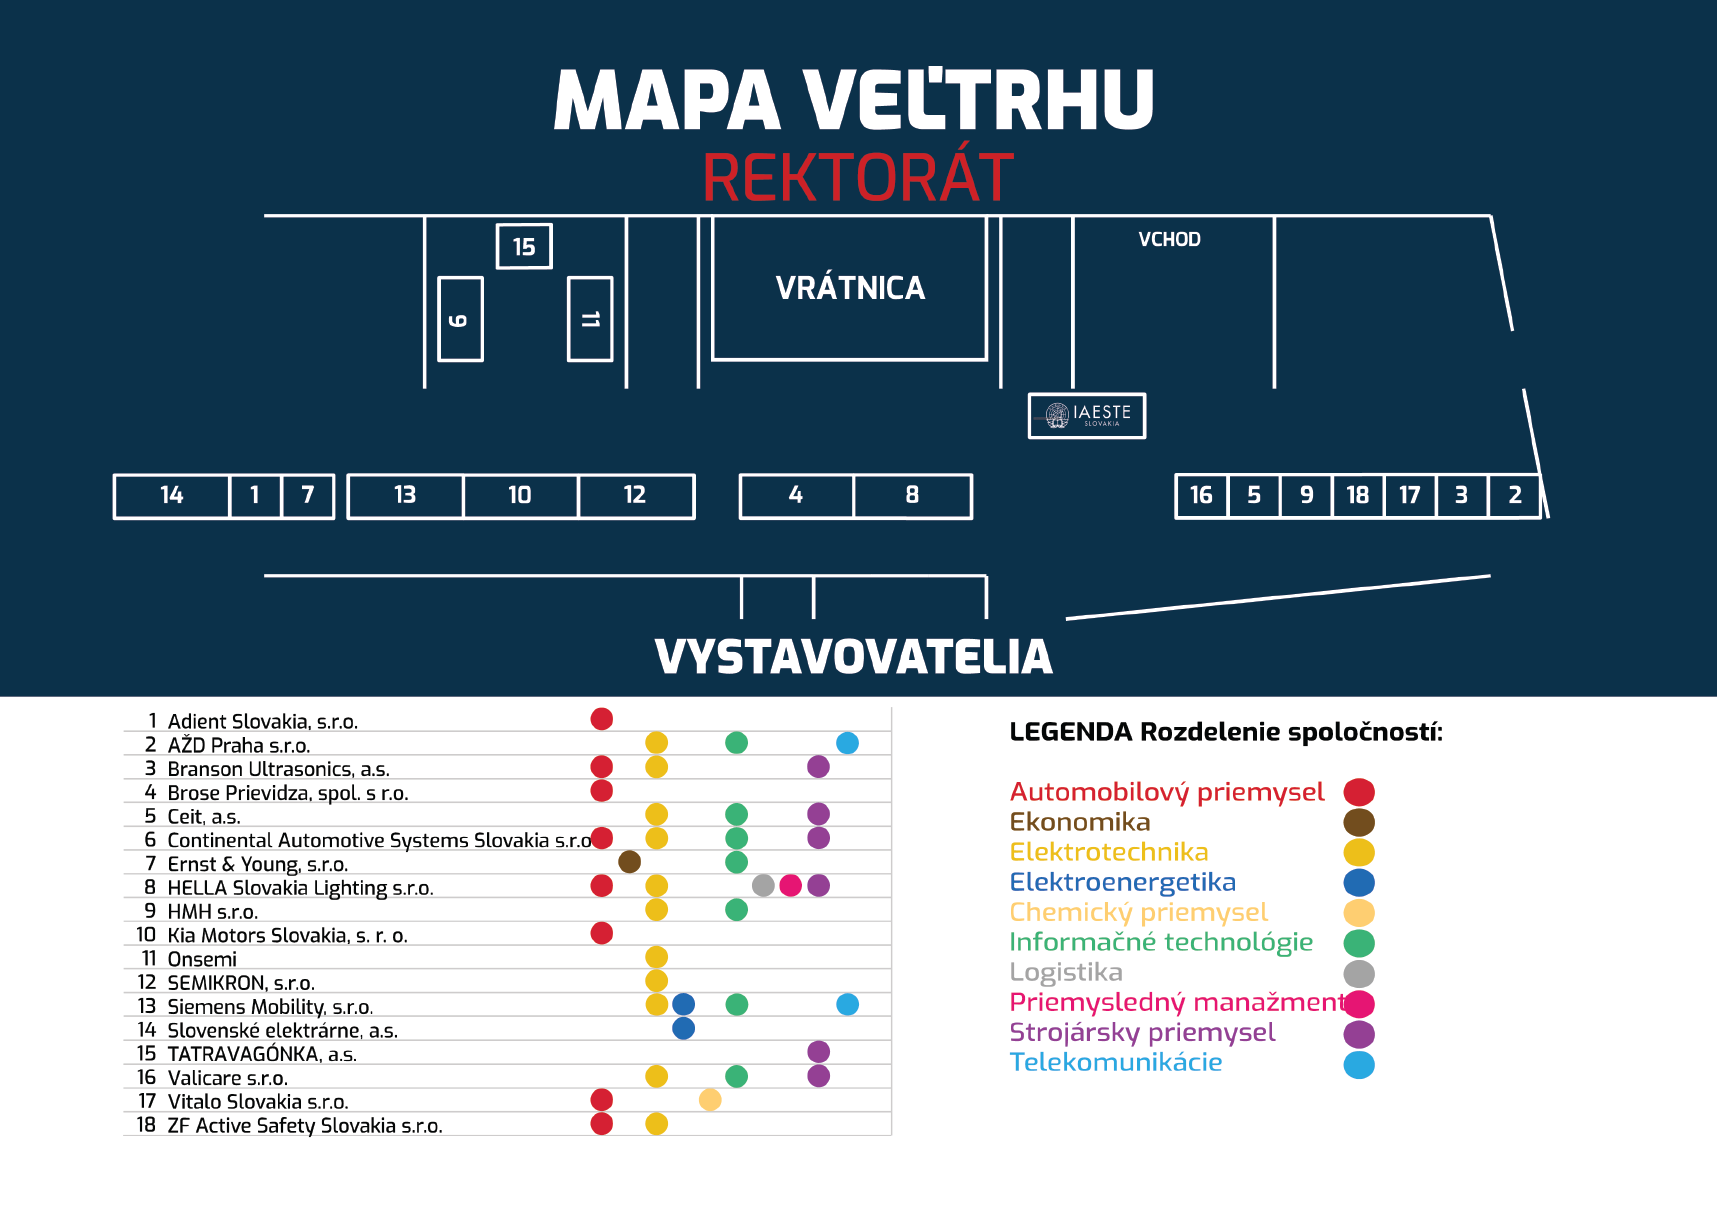 MAPA VEĽTRHU
REKTORÁT
15
VCHOD
VRÁTNICA
6
11
IAESTE
SLOVAKIA
14 1 7 13 10 12 4 8 16 5 9 18 17 3 2
VYSTAVOVATELIA
1 Adient Slovakia, s.r.o.
2 AŽD Praha s.r.o.
3 Branson Ultrasonics, a.s.
4 Brose Prievidza, spol. s r.o.
5 Ceit, a.s.
6 Continental Automotive Systems Slovakia s.r.o
7 Ernst & Young, s.r.o.
8 HELLA Slovakia Lighting s.r.o.
9 HMH s.r.o.
10 Kia Motors Slovakia, s. r. o.
11 Onsemi
12 SEMIKRON, s.r.o.
13 Siemens Mobility, s.r.o.
14 Slovenské elektrárne, a.s.
15 TATRAVAGÓNKA, a.s.
16 Valicare s.r.o.
17 Vitalo Slovakia s.r.o.
18 ZF Active Safety Slovakia s.r.o.
LEGENDA Rozdelenie spoločností:
Automobilový priemysel
Ekonomika
Elektrotechnika
Elektroenergetika
Chemický priemysel
Informačné technológie
Logistika
Priemysledný manažment
Strojársky priemysel
Telekomunikácie